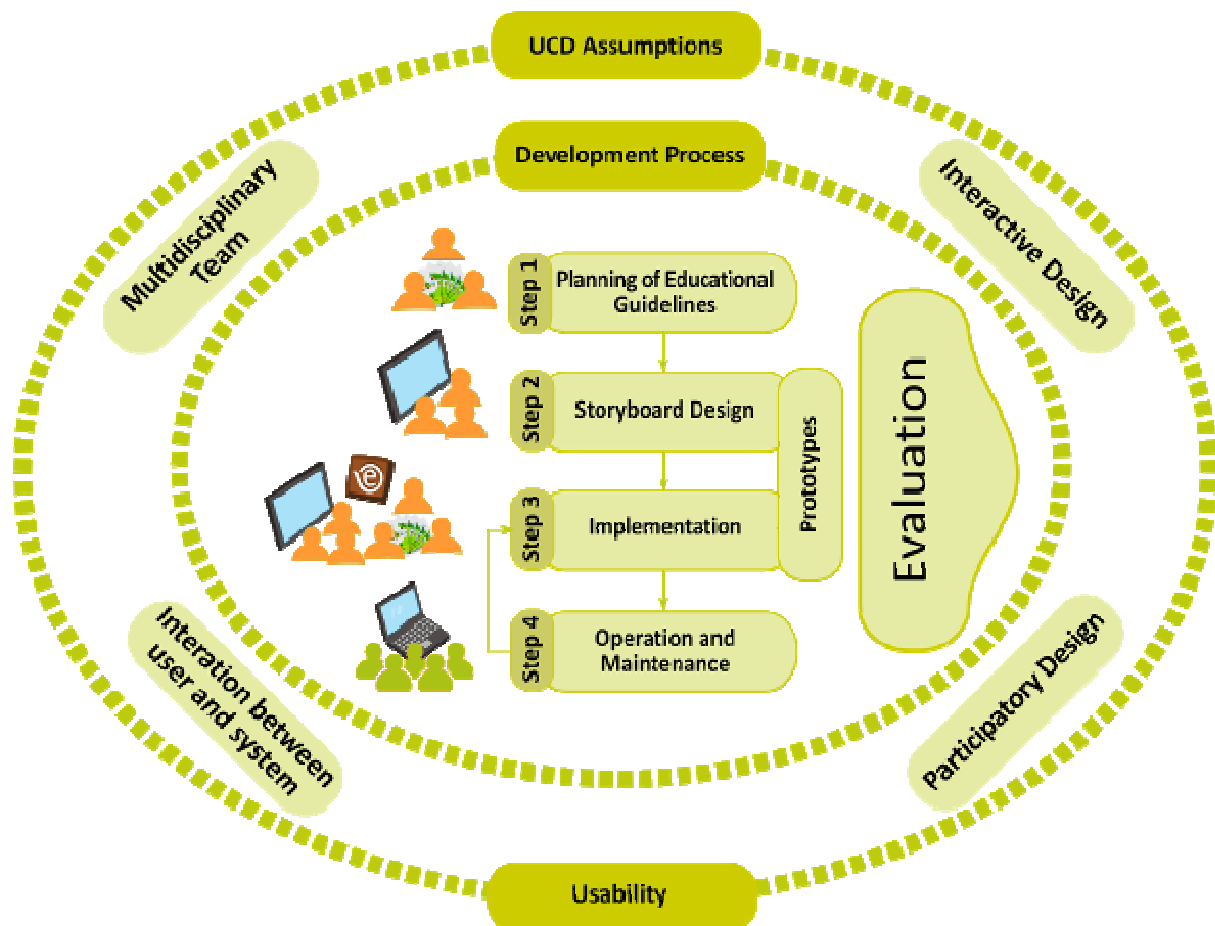 UCD Assumptions
Development Process
Multidisciplinary
Team
Interactive Design
Step 1
Planning of Educational
Guidelines
Step 2
Storyboard Design
Prototypes
Evaluation
Step 3
Implementation
Step 4
Operation and
Maintenance
Interation between
user and system
Participatory Design
Usability
e